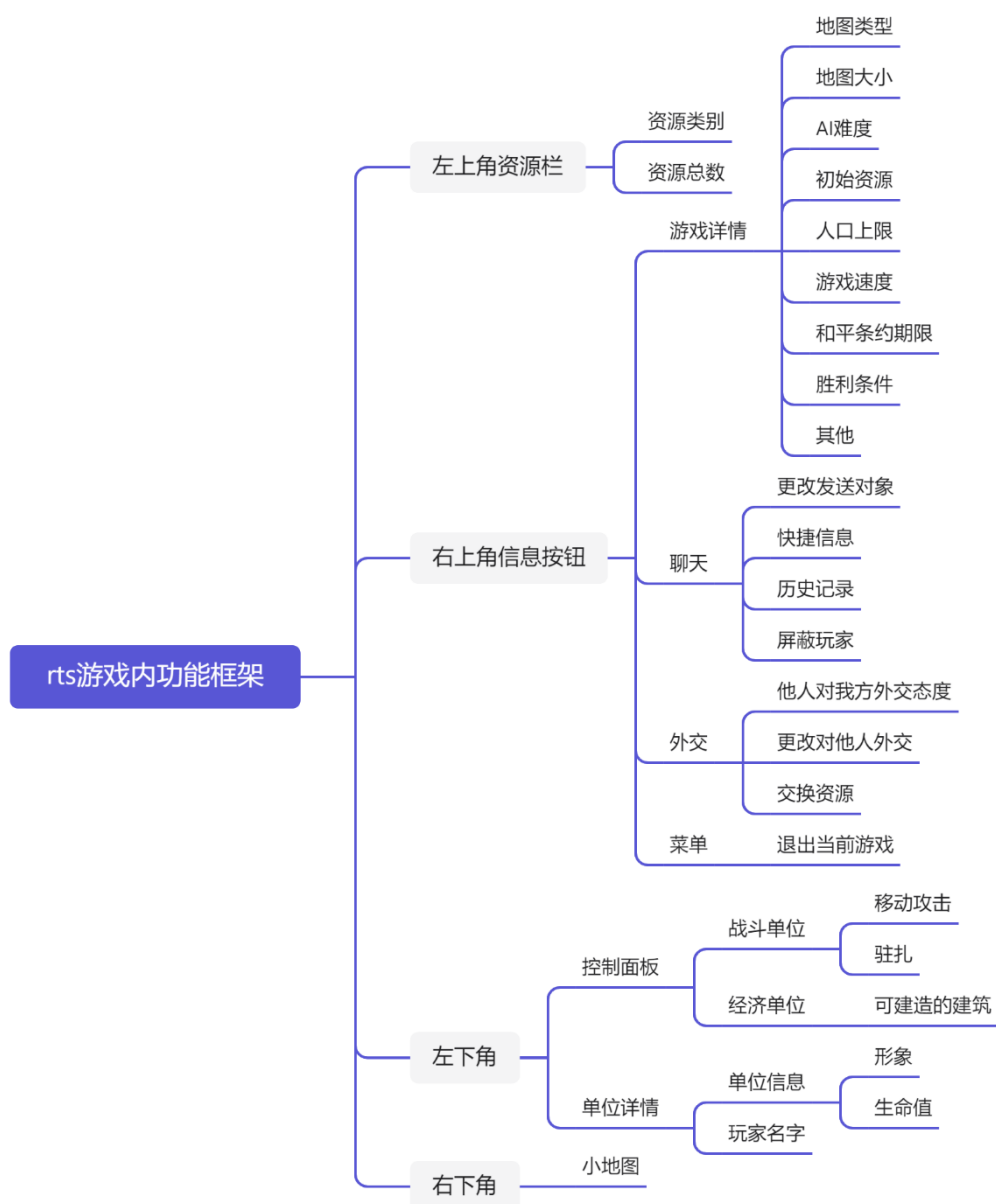 rts游戏内功能框架
左上角资源栏
资源类别
资源总数
右上角信息按钮
游戏详情
地图类型
地图大小
AI难度
初始资源
人口上限
游戏速度
和平条约期限
胜利条件
其他
聊天
更改发送对象
快捷信息
历史记录
屏蔽玩家
外交
他人对我方外交态度
更改对他人外交
交换资源
菜单
退出当前游戏
左下角
控制面板
战斗单位
移动攻击
驻扎
经济单位
可建造的建筑
单位详情
单位信息
形象
生命值
玩家名字
右下角
小地图